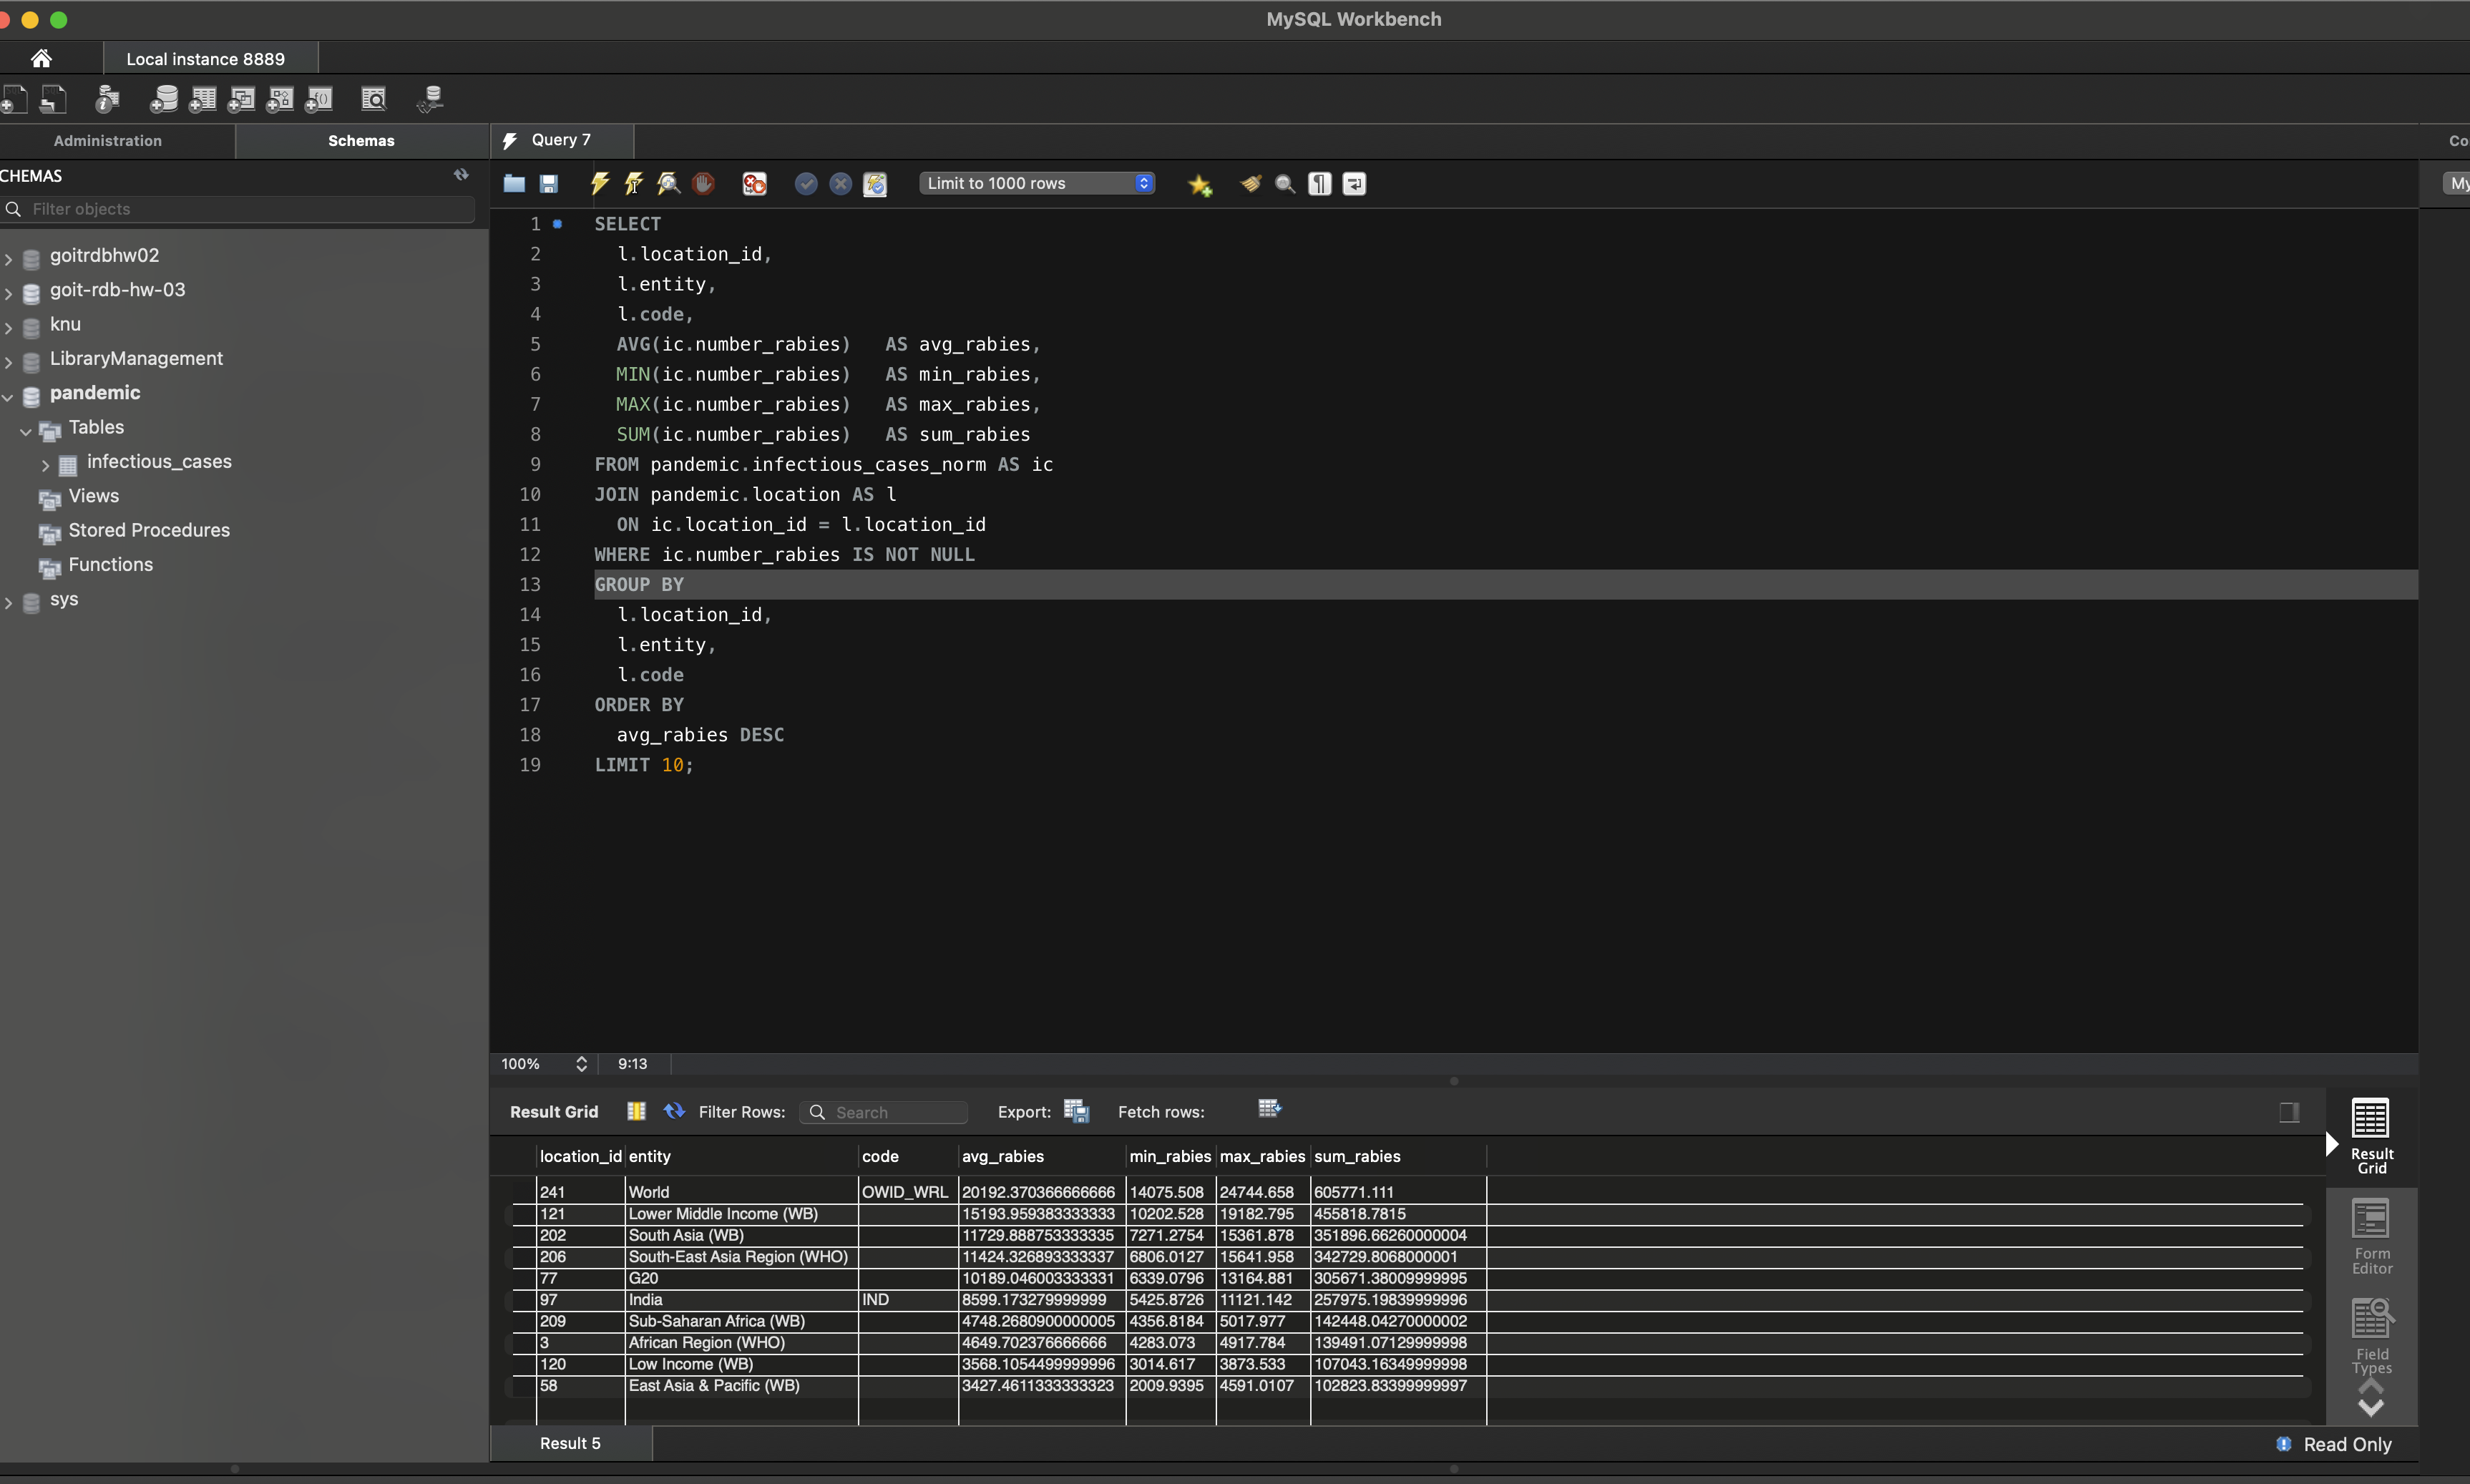 MySQL Workbench
Local instance 8889
Administration
Schemas
Query 7
Co
CHEMAS
Filter objects
Limit to 1000 rows
My
goitrdbhw02
goit-rdb-hw-03
knu
LibraryManagement
pandemic
Tables
infectious_cases
Views
Stored Procedures
Functions
sys
1 SELECT
2 l.location_id,
3 l.entity,
4 l.code,
5 AVG(ic.number_rabies) AS avg_rabies,
6 MIN(ic.number_rabies) AS min_rabies,
7 MAX(ic.number_rabies) AS max_rabies,
8 SUM(ic.number_rabies) AS sum_rabies
9 FROM pandemic.infectious_cases_norm AS ic
10 JOIN pandemic.location AS l
11 ON ic.location_id = l.location_id
12 WHERE ic.number_rabies IS NOT NULL
13 GROUP BY
14 l.location_id,
15 l.entity,
16 l.code
17 ORDER BY
18 avg_rabies DESC
19 LIMIT 10;
100% 9:13
Result Grid Filter Rows: Search Export: Fetch rows:
location_id entity code avg_rabies min_rabies max_rabies sum_rabies
241 World OWID_WRL 20192.370366666666 14075.508 24744.658 605771.111
121 Lower Middle Income (WB) 15193.959383333333 10202.528 19182.795 455818.7815
202 South Asia (WB) 11729.888753333335 7271.2754 15361.878 351896.66260000004
206 South-East Asia Region (WHO) 11424.326893333337 6806.0127 15641.958 342729.8068000001
77 G20 10189.046003333331 6339.0796 13164.881 305671.38009999995
97 India IND 8599.173279999999 5425.8726 11121.142 257975.19839999996
209 Sub-Saharan Africa (WB) 4748.2680900000005 4356.8184 5017.977 142448.04270000002
3 African Region (WHO) 4649.702376666666 4283.073 4917.784 139491.07129999998
120 Low Income (WB) 3568.1054499999996 3014.617 3873.533 107043.16349999998
58 East Asia & Pacific (WB) 3427.4611333333323 2009.9395 4591.0107 102823.83399999997
Result
Grid
Form
Editor
Field
Types
Result 5
Read Only